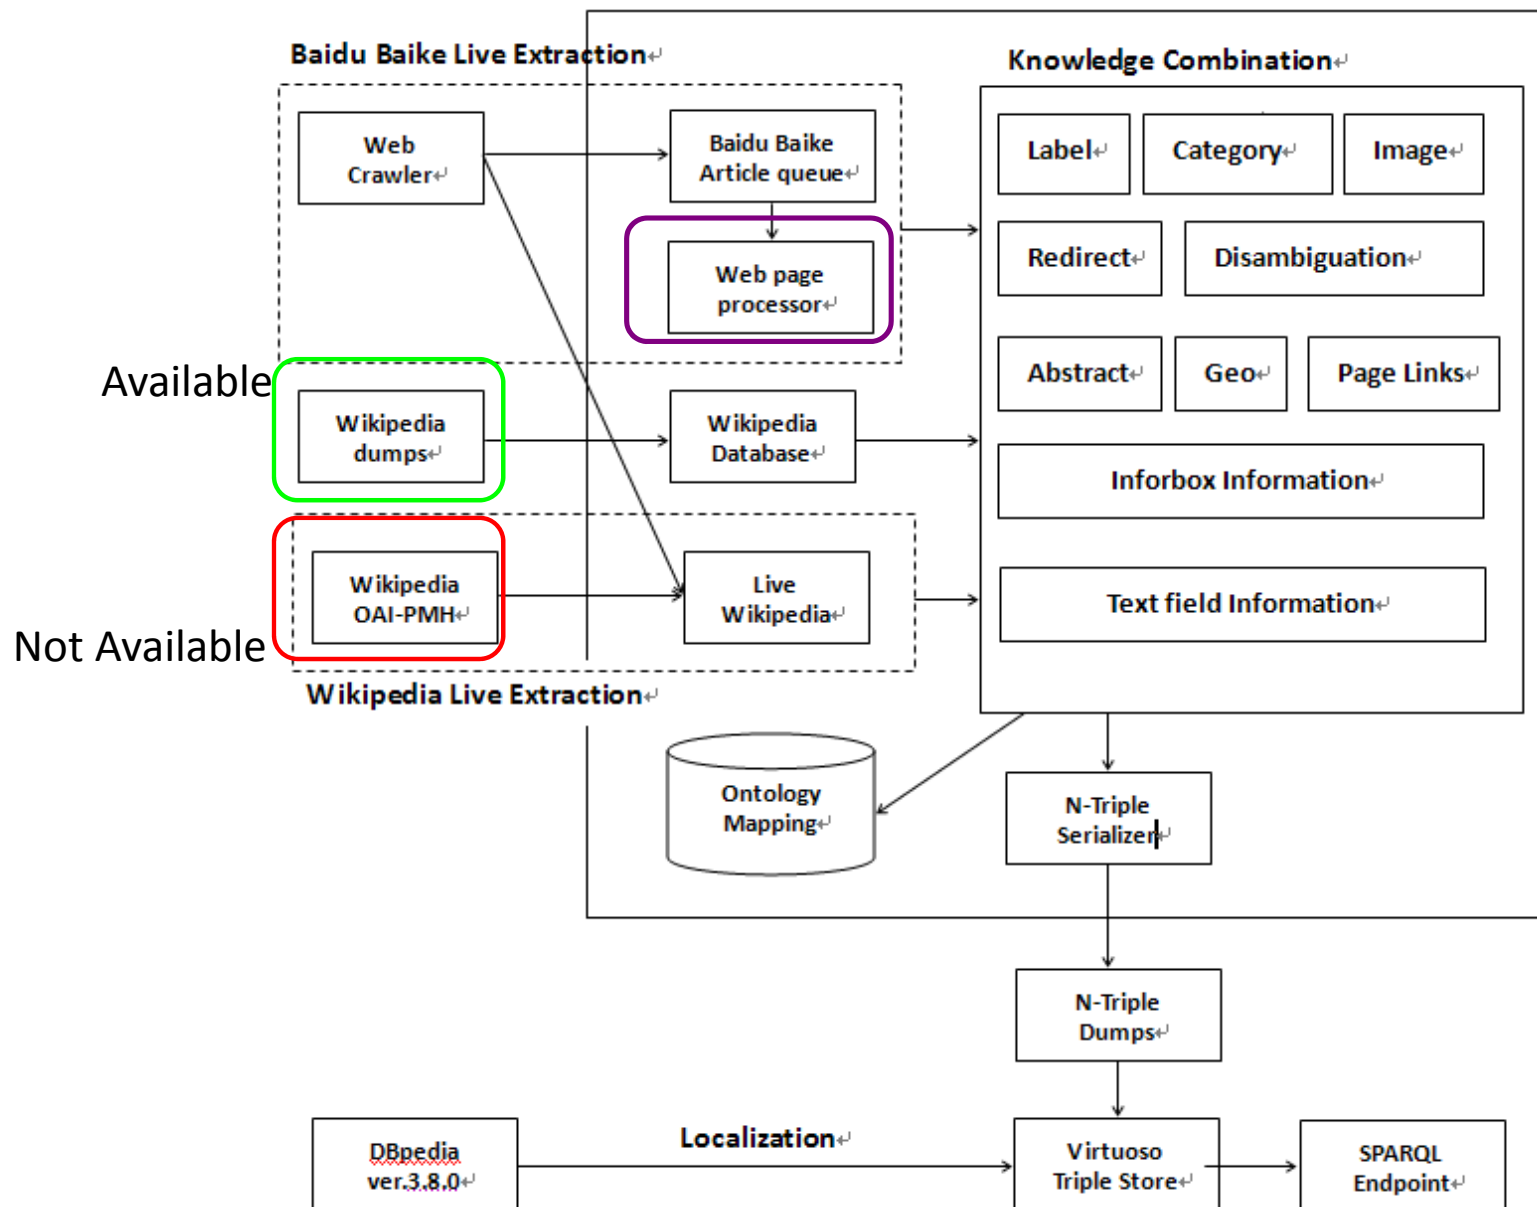 Baidu Baike Live Extraction↵
Knowledge Combination↵
Web
Crawler↵
Baidu Baike
Article queue↵
Label↵
Category↵
Image↵
Web page
processor↵
Redirect↵
Disambiguation↵
Available
Abstract↵
Geo↵
Page Links↵
Wikipedia
dumps↵
Wikipedia
Database↵
Inforbox Information↵
Wikipedia
OAI-PMH↵
Live
Wikipedia↵
Text field Information↵
Not Available
Wikipedia Live Extraction↵
Ontology
Mapping↵
N-Triple
Serializer↵
N-Triple
Dumps↵
DBpedia
ver.3.8.0↵
Localization↵
Virtuoso
Triple Store↵
SPARQL
Endpoint↵